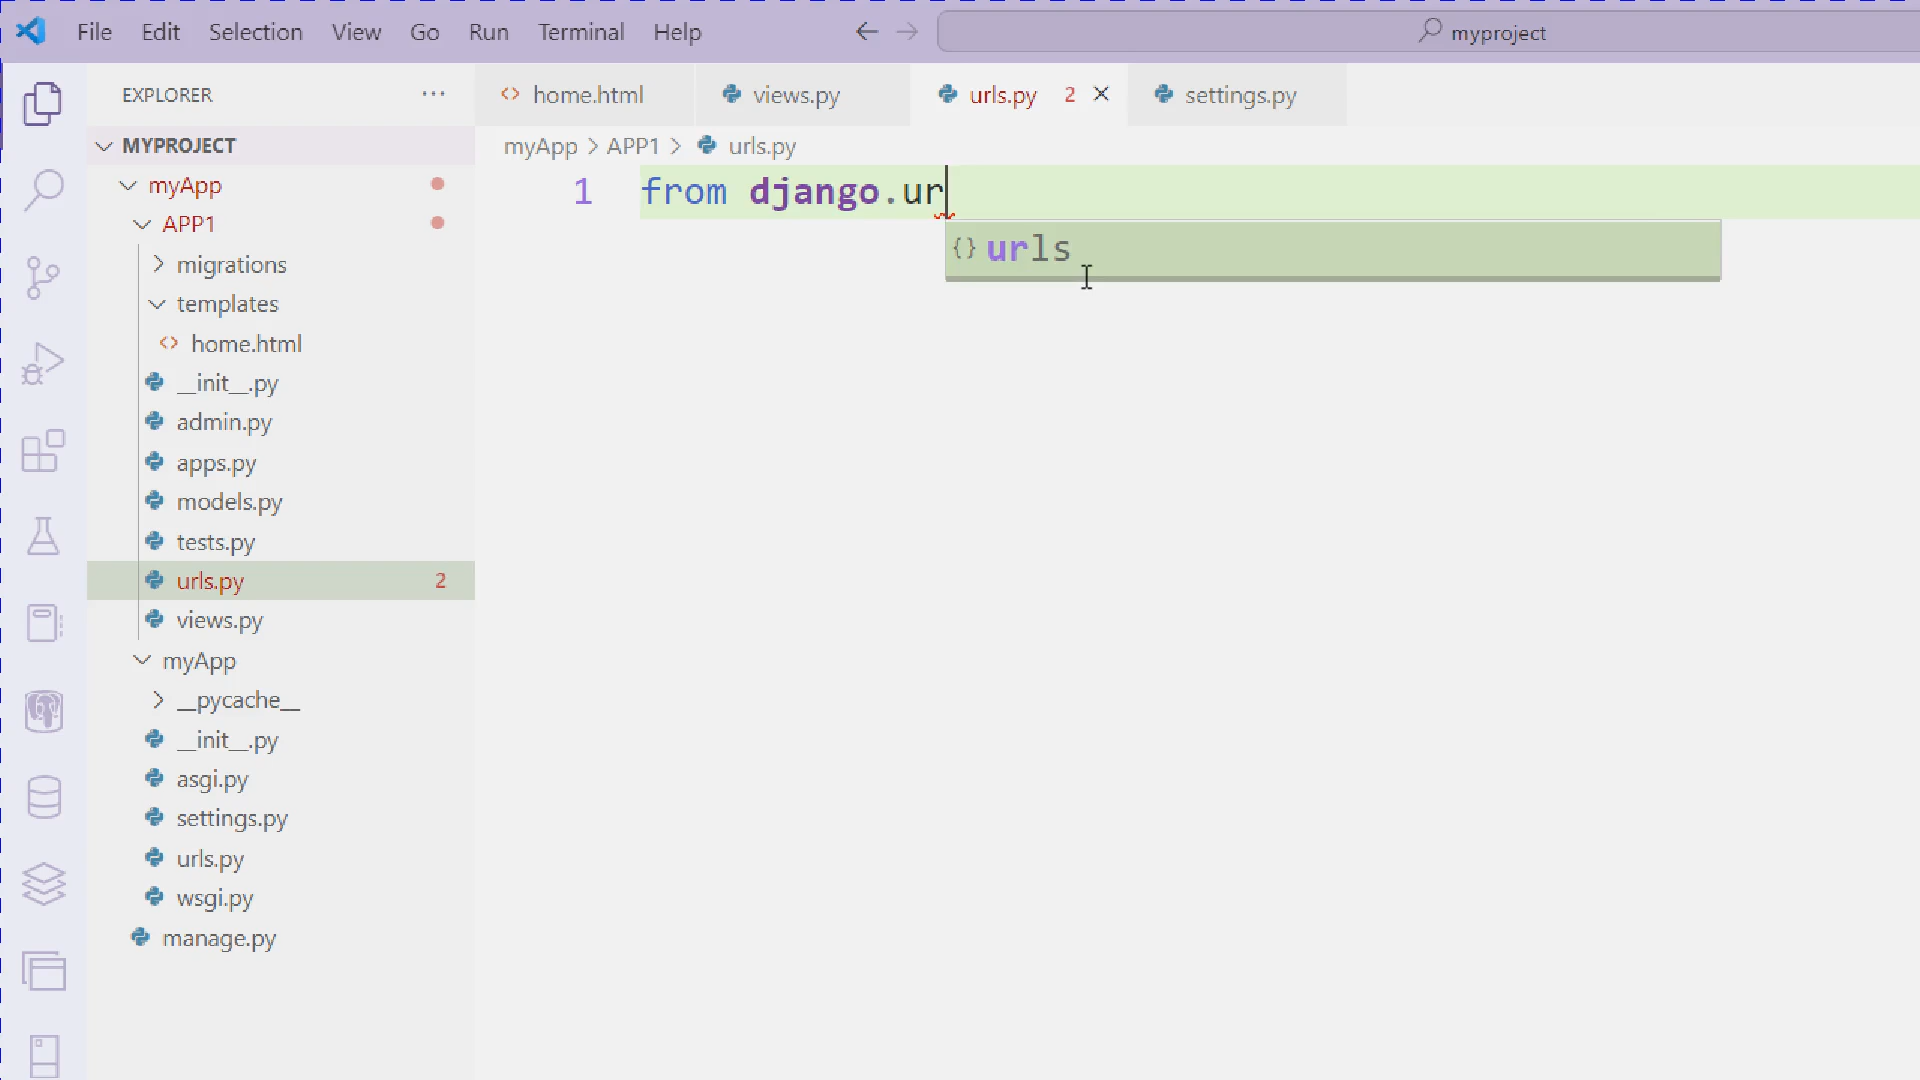 File Edit Selection View Go Run Terminal Help
myproject
EXPLORER ...
home.html
views.py
urls.py 2
settings.py
MYPROJECT
myApp > APP1 > urls.py
myApp
APP1
migrations
templates
home.html
__init__.py
admin.py
apps.py
models.py
tests.py
urls.py 2
views.py
myApp
__pycache__
__init__.py
asgi.py
settings.py
urls.py
wsgi.py
manage.py
1 from django.ur
{} urls